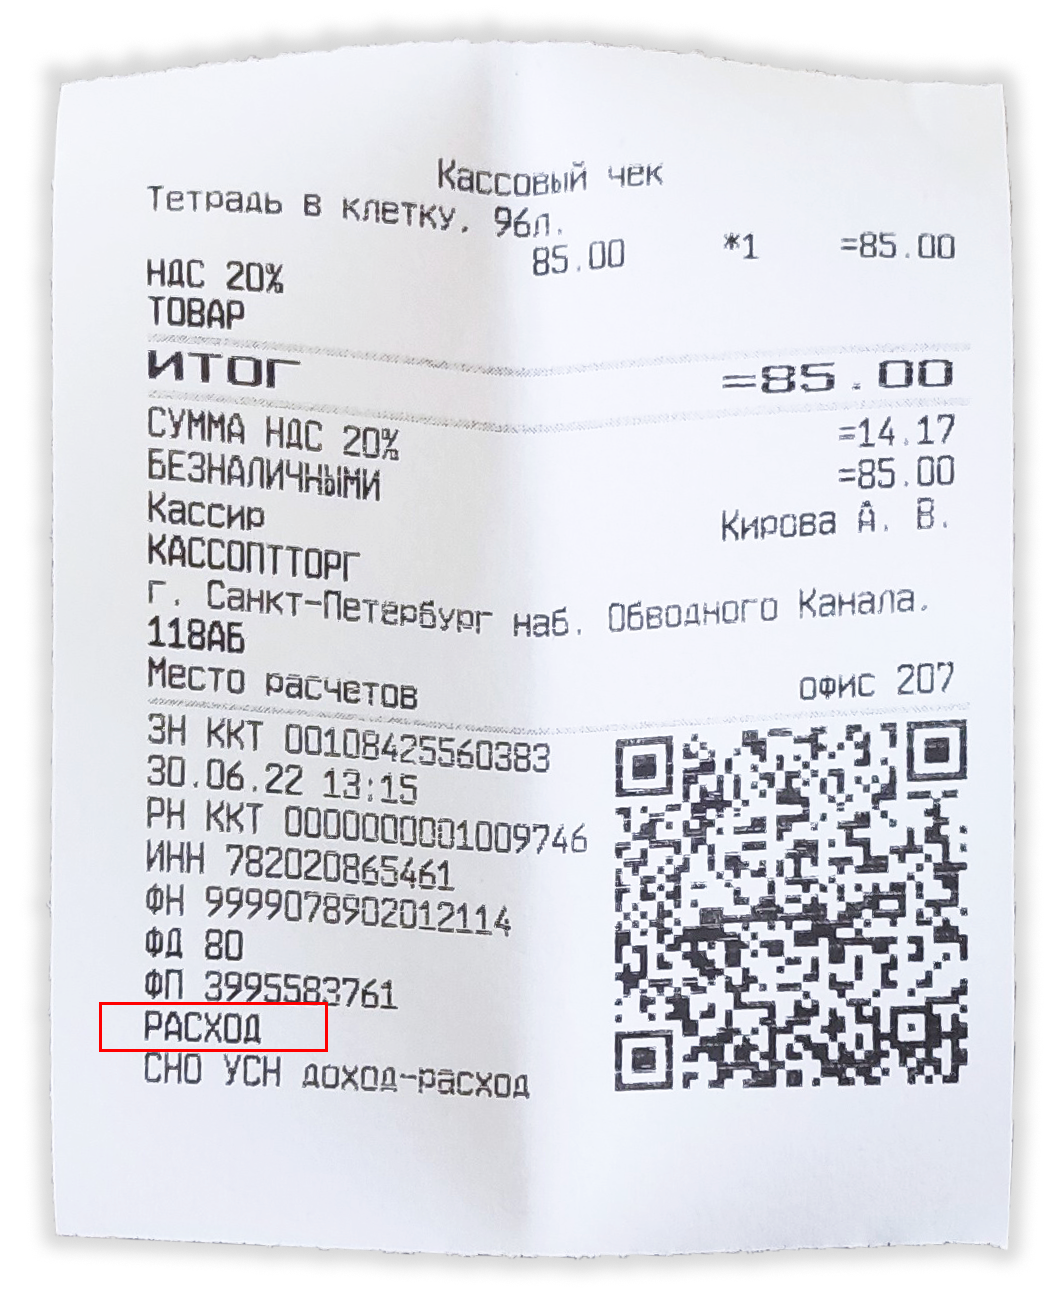 Кассовый чек
Тетрадь в клетку, 96л.
85.00 *1 =85.00
НДС 20%
ТОВАР
ИТОГ =85.00
СУММА НДС 20% =14.17
БЕЗНАЛИЧНЫМИ =85.00
Кассир Кирова А. В.
КАССОПТТОРГ
г. Санкт-Петербург наб. Обводного Канала,
118АБ
Место расчетов офис 207
ЗН ККТ 00108425560383
30.06.22 13:15
РН ККТ 0000000001009746
ИНН 782020865461
ФН 9999078902012114
ФД 80
ФП 3995583761
РАСХОД
СНО УСН доход-расход